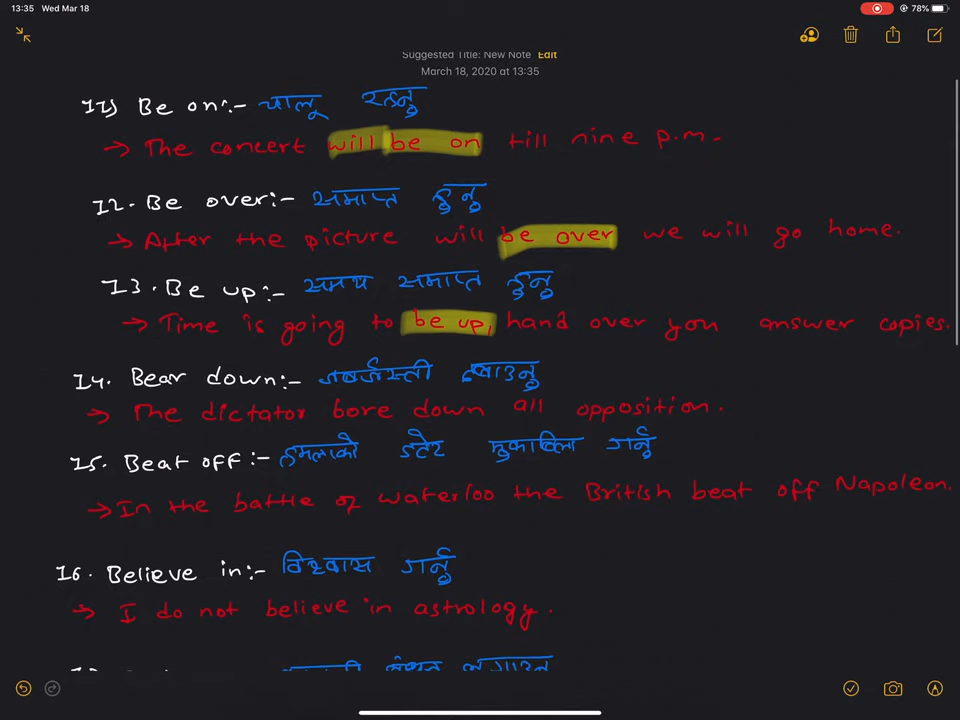 13:35 Wed Mar 18
78%
Suggested Title: New Note Edit
March 18, 2020 at 13:35
11) Be on:- चालू रहनु
→ The concert will be on till nine p.m.
12. Be over:- समाप्त हुनु
→ After the picture will be over we will go home.
13. Be up:- समय समाप्त हुनु
→ Time is going to be up, hand over you answer copies.
14. Bear down:- जबर्जस्ती दबाउनु
→ The dictator bore down all opposition.
15. Beat off:- हमलाको डटेर मुकाविला गर्नु
→ In the battle of waterloo the British beat off Napoleon.
16. Believe in:- विश्वास गर्नु
→ I do not believe in astrology.